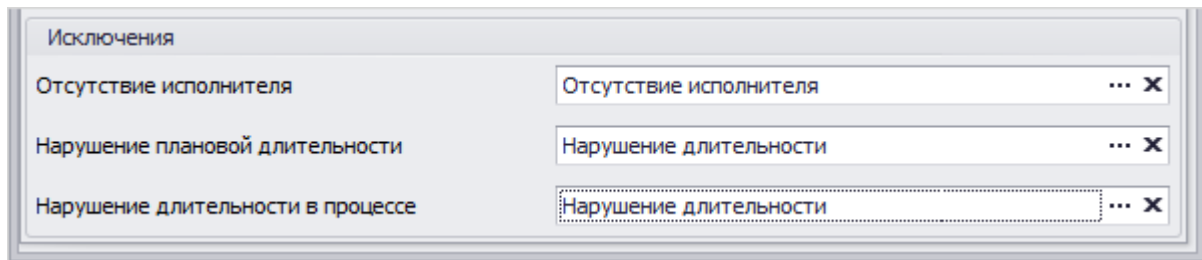 Исключения
Отсутствие исполнителя Отсутствие исполнителя ... X
Нарушение плановой длительности Нарушение длительности ... X
Нарушение длительности в процессе Нарушение длительности ... X